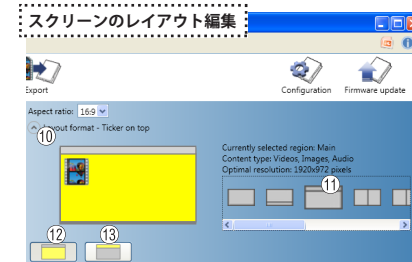 スクリーンのレイアウト編集
Export
Configuration
Firmware update
Aspect ratio: 16:9
⑩
Layout format - Ticker on top
Currently selected region: Main
Content type: Videos, Images, Audio
Optimal resolution: 1920x972 pixels
⑪
⑫
⑬